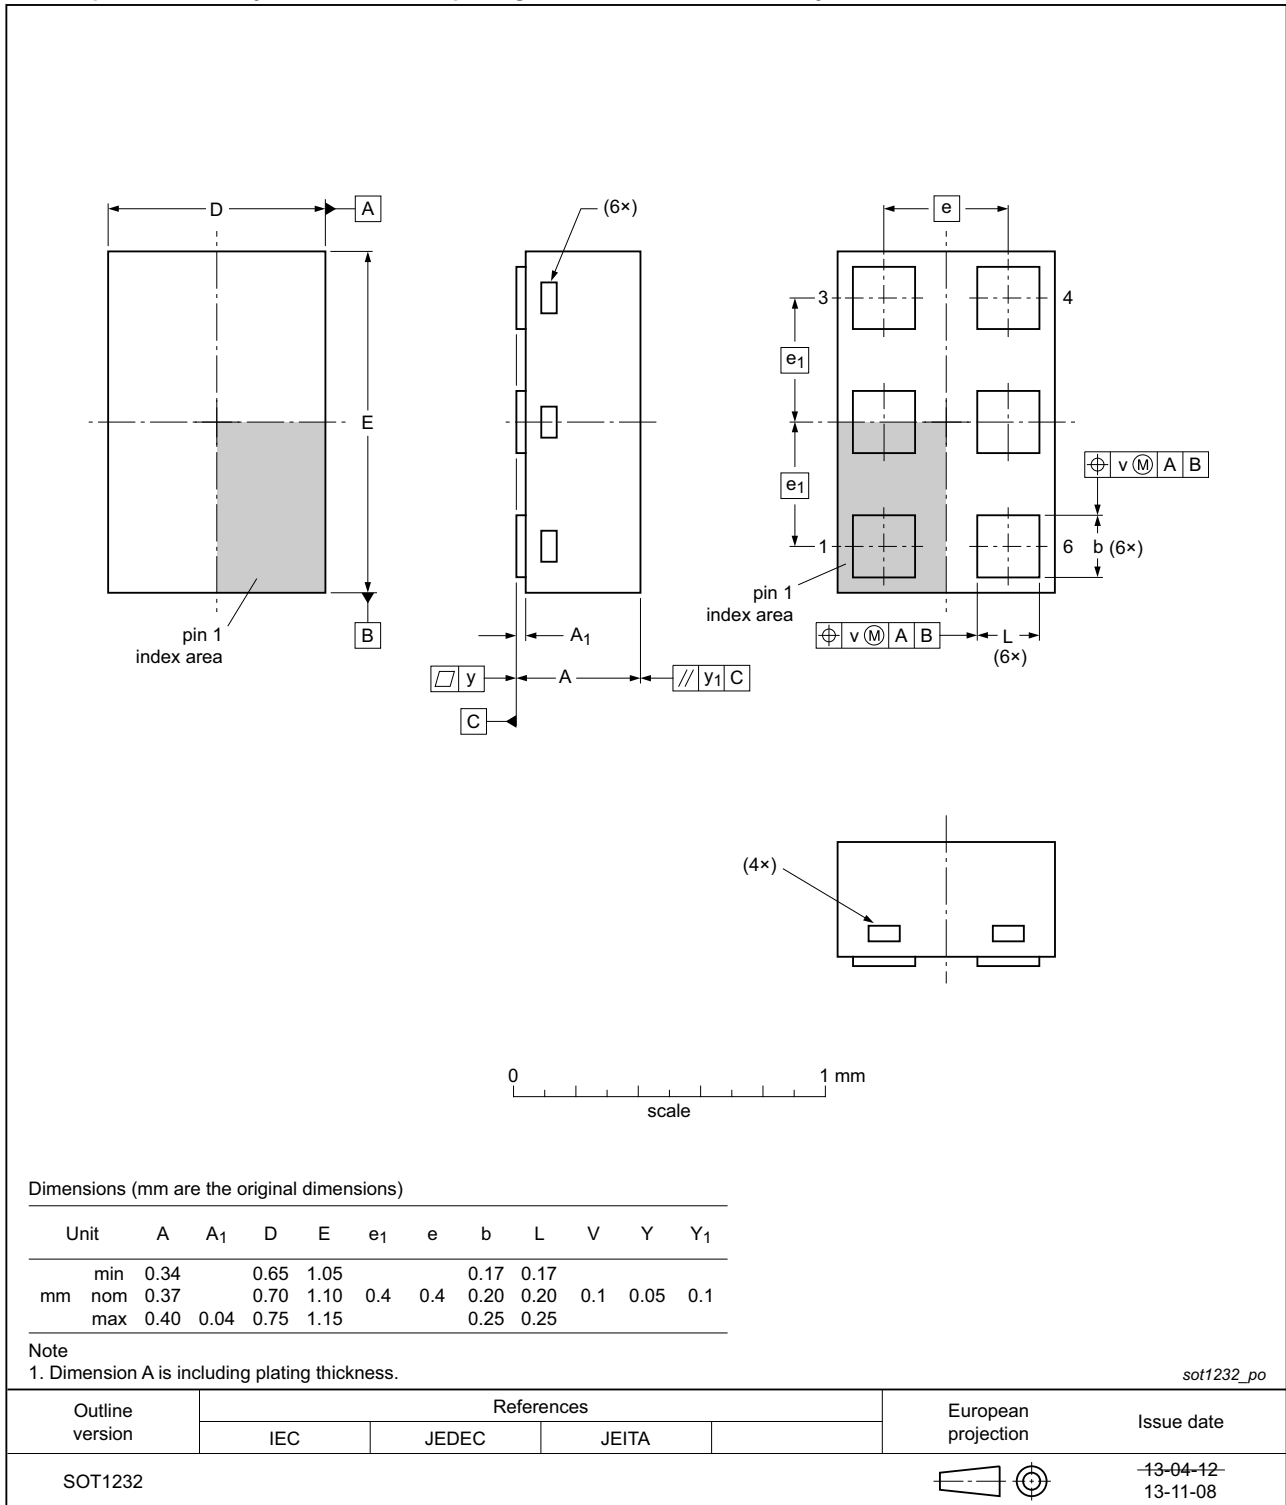 D
A
(6×)
e
3
4
e1
E
v M A B
e1
1
6
b (6×)
pin 1
index area
pin 1
index area
B
A1
v M A B
L
(6×)
y
A
// y1 C
C
(4×)
0 1 mm
scale
Dimensions (mm are the original dimensions)
Unit A A1 D E e1 e b L V Y Y1
min 0.34 0.65 1.05 0.17 0.17
mm nom 0.37 0.70 1.10 0.4 0.4 0.20 0.20 0.1 0.05 0.1
max 0.40 0.04 0.75 1.15 0.25 0.25
Note
1. Dimension A is including plating thickness.
sot1232_po
Outline
version
References
IEC JEDEC JEITA
European
projection
Issue date
SOT1232
13-04-12
13-11-08